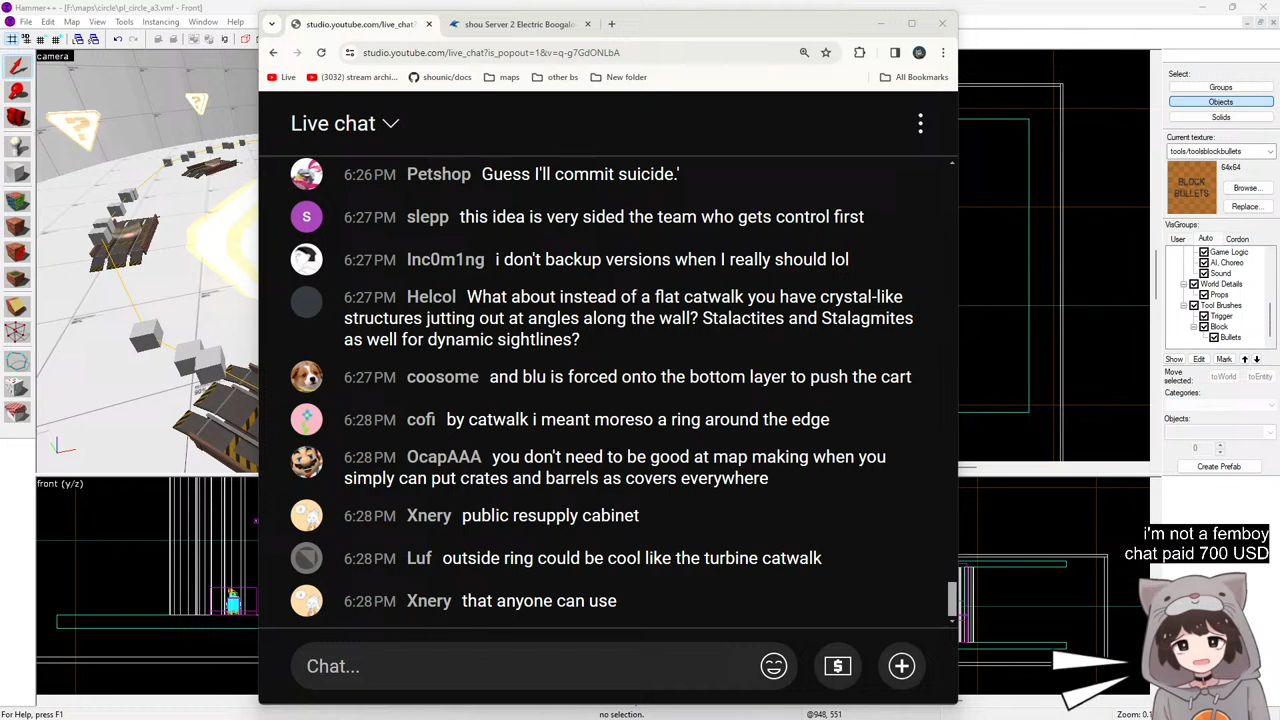 Hammer++ - [F:\maps\circle\pl_circle_a3.vmf - Front]
File Edit Map View Tools Instancing Window Help
camera
front (y/z)
studio.youtube.com/live_chat?is
shou Server 2 Electric Boogalo
studio.youtube.com/live_chat?is_popout=1&v=q-g7GdONLbA
Live
(3032) stream archi...
shounic/docs
maps
other bs
New folder
All Bookmarks
Live chat
6:26 PM Petshop Guess I'll commit suicide.'
S
6:27 PM slepp this idea is very sided the team who gets control first
6:27 PM Inc0m1ng i don't backup versions when I really should lol
6:27 PM Helcol What about instead of a flat catwalk you have crystal-like
structures jutting out at angles along the wall? Stalactites and Stalagmites
as well for dynamic sightlines?
6:27 PM coosome and blu is forced onto the bottom layer to push the cart
6:28 PM cofi by catwalk i meant moreso a ring around the edge
6:28 PM OcapAAA you don't need to be good at map making when you
simply can put crates and barrels as covers everywhere
6:28 PM Xnery public resupply cabinet
6:28 PM Luf outside ring could be cool like the turbine catwalk
6:28 PM Xnery that anyone can use
Chat...
Select:
Groups
Objects
Solids
Current texture:
tools/toolsblockbullets
64x64
BLOCK
BULLETS
Browse...
Replace...
VisGroups:
User Auto Cordon
Game Logic
AI, Choreo
Sound
World Details
Props
Tool Brushes
Trigger
Block
Bullets
Show Edit Mark
Move
selected:
toWorld toEntity
Categories:
Objects:
0
Create Prefab
i'm not a femboy
chat paid 700 USD
For Help, press F1
no selection.
@948, 551
Zoom: 0.1